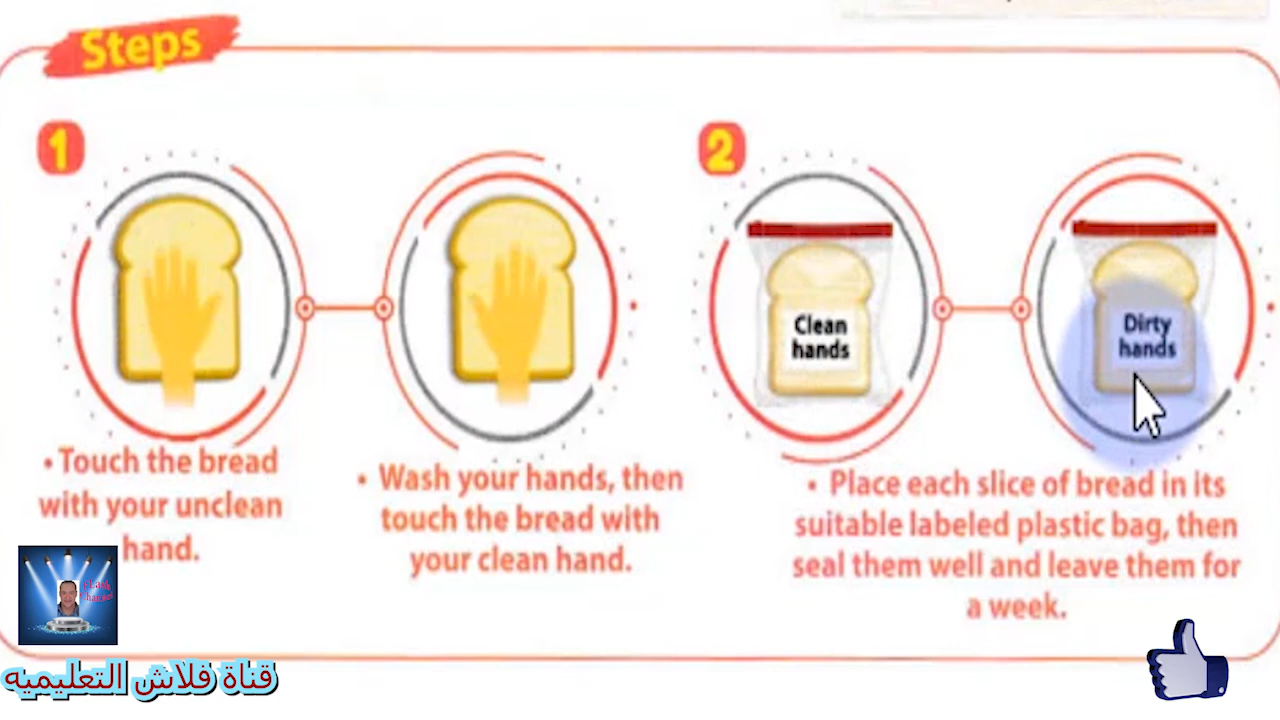 Steps
1
• Touch the bread
with your unclean
hand.
• Wash your hands, then
touch the bread with
your clean hand.
2
Clean
hands
Dirty
hands
• Place each slice of bread in its
suitable labeled plastic bag, then
seal them well and leave them for
a week.
Flash
Channel
قناة فلاش التعليميه